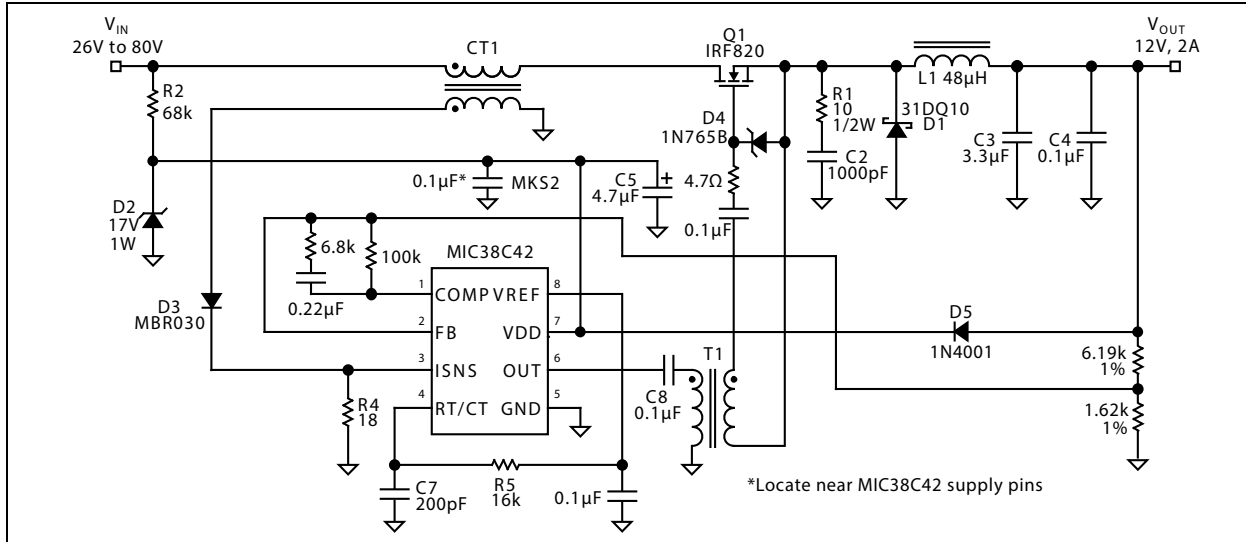 VIN
26V to 80V
CT1
Q1
IRF820
VOUT
12V, 2A
R2
68k
L1 48µH
R1
10
1/2W
31DQ10
D1
D4
1N765B
C3
3.3µF
C4
0.1µF
C2
1000pF
0.1µF*
MKS2
C5
4.7µF
+
4.7Ω
0.1µF
D2
17V
1W
6.8k
100k
0.22µF
MIC38C42
D3
MBR030
1 COMP VREF 8
2 FB VDD 7
3 ISNS OUT 6
4 RT/CT GND 5
D5
1N4001
6.19k
1%
1.62k
1%
T1
C8
0.1µF
R4
18
C7
200pF
R5
16k
0.1µF
*Locate near MIC38C42 supply pins